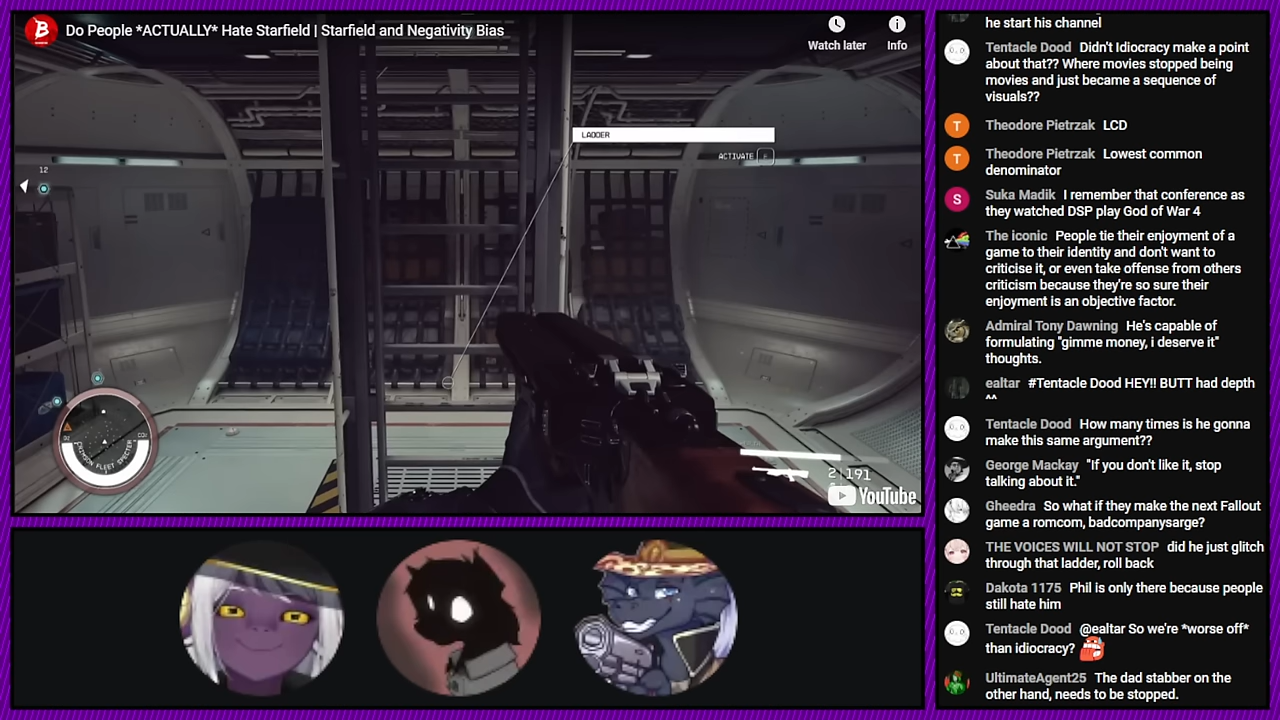 Do People *ACTUALLY* Hate Starfield | Starfield and Negativity Bias
Watch later
Info
LADDER
ACTIVATE E
12
CRIMSON FLEET SPECTER
2|191
YouTube
he start his channel
Tentacle Dood Didn't Idiocracy make a point
about that?? Where movies stopped being
movies and just became a sequence of
visuals??
T Theodore Pietrzak LCD
T Theodore Pietrzak Lowest common
denominator
S Suka Madik I remember that conference as
they watched DSP play God of War 4
The iconic People tie their enjoyment of a
game to their identity and don't want to
criticise it, or even take offense from others
criticism because they're so sure their
enjoyment is an objective factor.
Admiral Tony Dawning He's capable of
formulating "gimme money, i deserve it"
thoughts.
ealtar #Tentacle Dood HEY!! BUTT had depth
^^
Tentacle Dood How many times is he gonna
make this same argument??
George Mackay "If you don't like it, stop
talking about it."
Gheedra So what if they make the next Fallout
game a romcom, badcompanysarge?
THE VOICES WILL NOT STOP did he just glitch
through that ladder, roll back
Dakota 1175 Phil is only there because people
still hate him
Tentacle Dood @ealtar So we're *worse off*
than idiocracy?
UltimateAgent25 The dad stabber on the
other hand, needs to be stopped.